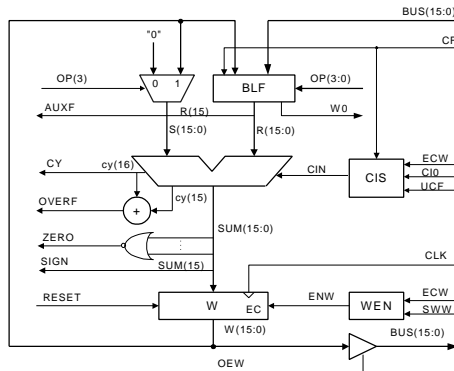 BUS(15:0)
"0"
CF
0 1
OP(3)
BLF
OP(3:0)
AUXF
R(15)
W0
S(15:0)
R(15:0)
CY
cy(16)
CIN
ECW
CIS
CI0
UCF
cy(15)
OVERF
+
SUM(15:0)
ZERO
SIGN
SUM(15)
CLK
RESET
W
EC
ENW
WEN
ECW
SWW
W(15:0)
BUS(15:0)
OEW